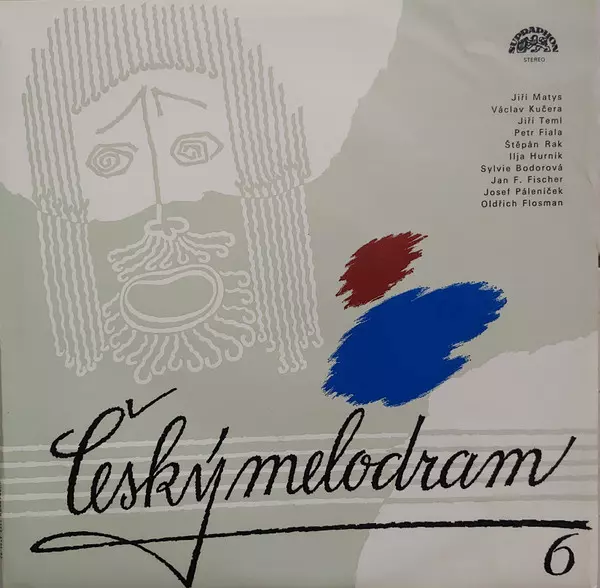 SUPRAPHON
STEREO
Jiří Matys
Václav Kučera
Jiří Teml
Petr Fiala
Štěpán Rak
Ilja Hurník
Sylvie Bodorová
Jan F. Fischer
Josef Páleníček
Oldřich Flosman
Český melodram
6